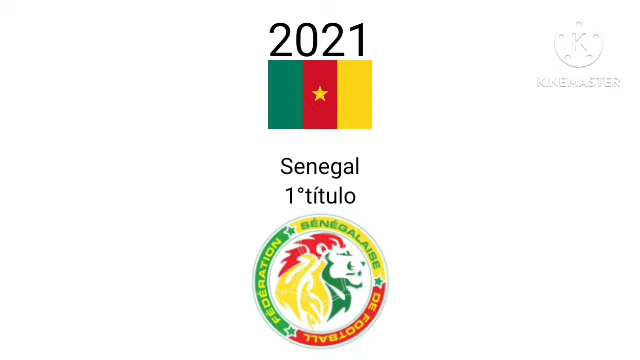 2021
KINEMASTER
Senegal
1°título
FÉDÉRATION SÉNÉGALAISE DE FOOTBALL